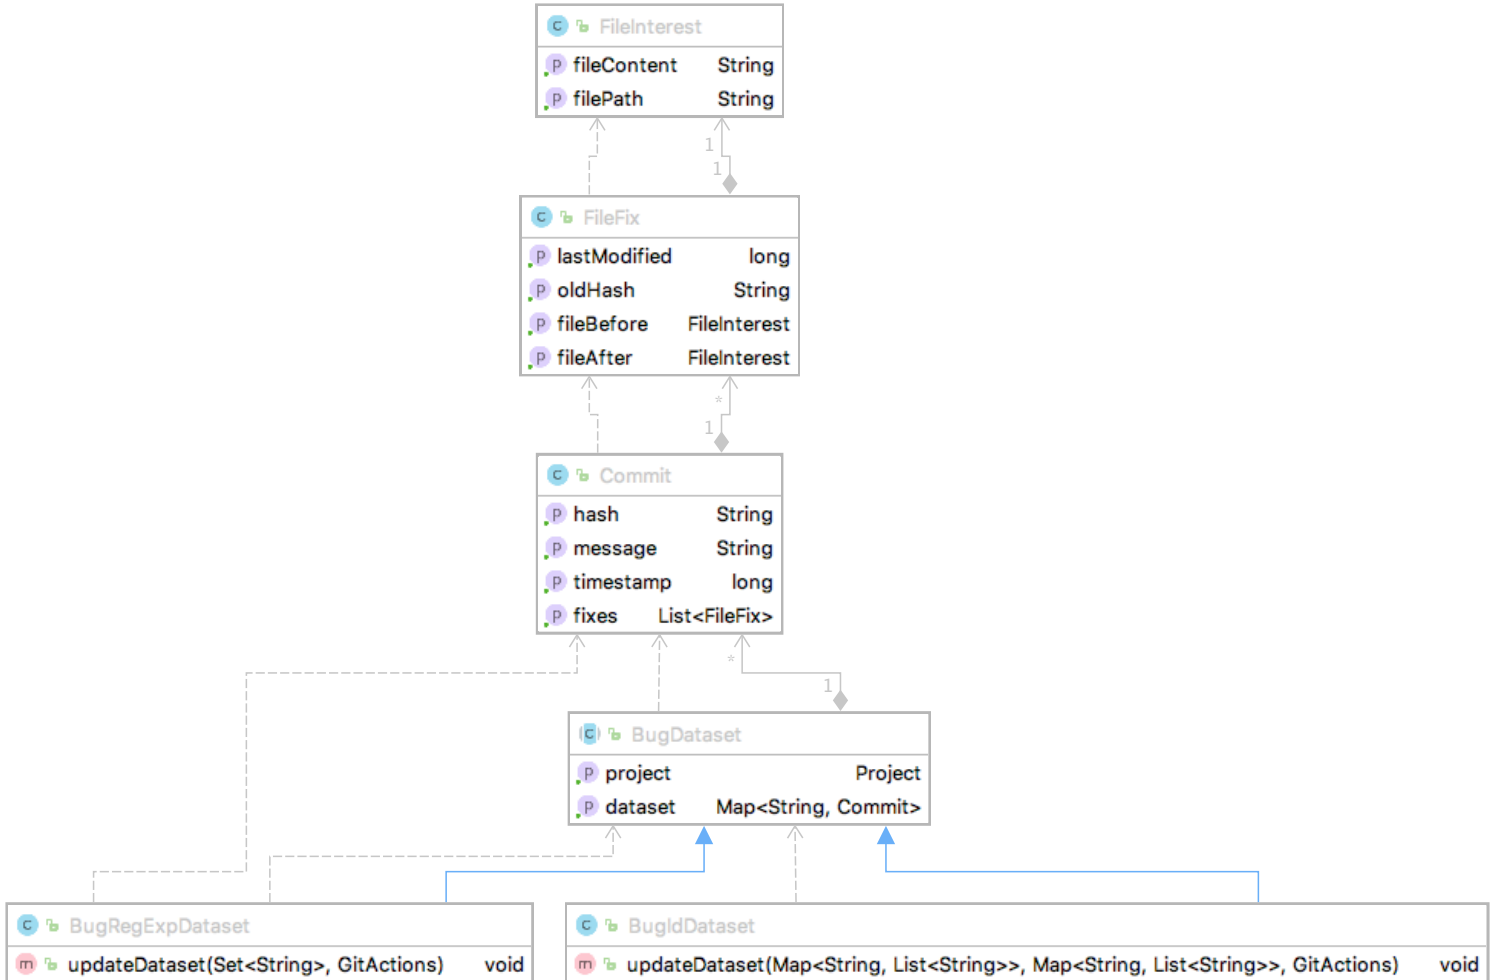 C FileInterest
P fileContent String
P filePath String
1
1
C FileFix
P lastModified long
P oldHash String
P fileBefore FileInterest
P fileAfter FileInterest
*
1
C Commit
P hash String
P message String
P timestamp long
P fixes List<FileFix>
*
1
C BugDataset
P project Project
P dataset Map<String, Commit>
C BugRegExpDataset
m updateDataset(Set<String>, GitActions) void
C BugIdDataset
m updateDataset(Map<String, List<String>>, Map<String, List<String>>, GitActions) void